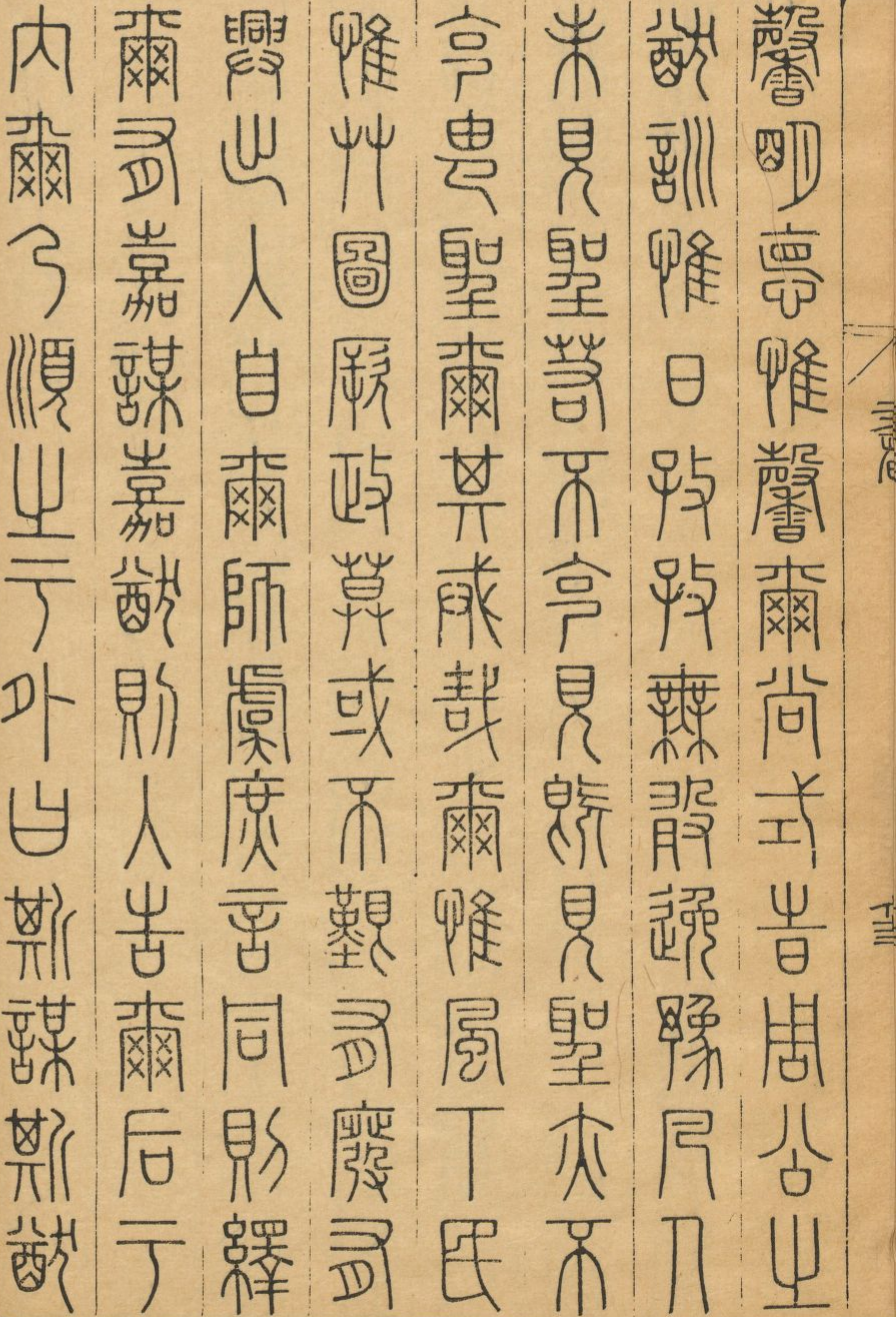 馨明悳惟馨爾尚式旹周公之
猷訓惟日孜孜無敢逸豫凡人
未見聖若不克見既見聖亦不
克由聖爾其戒哉爾惟風丅民
惟艸圖厥政莫或不艱有廢有
興出入自爾師虞庶言同則繹
爾有嘉謀嘉猷則入告爾后于
內爾乃順之于外曰斯謀斯猷